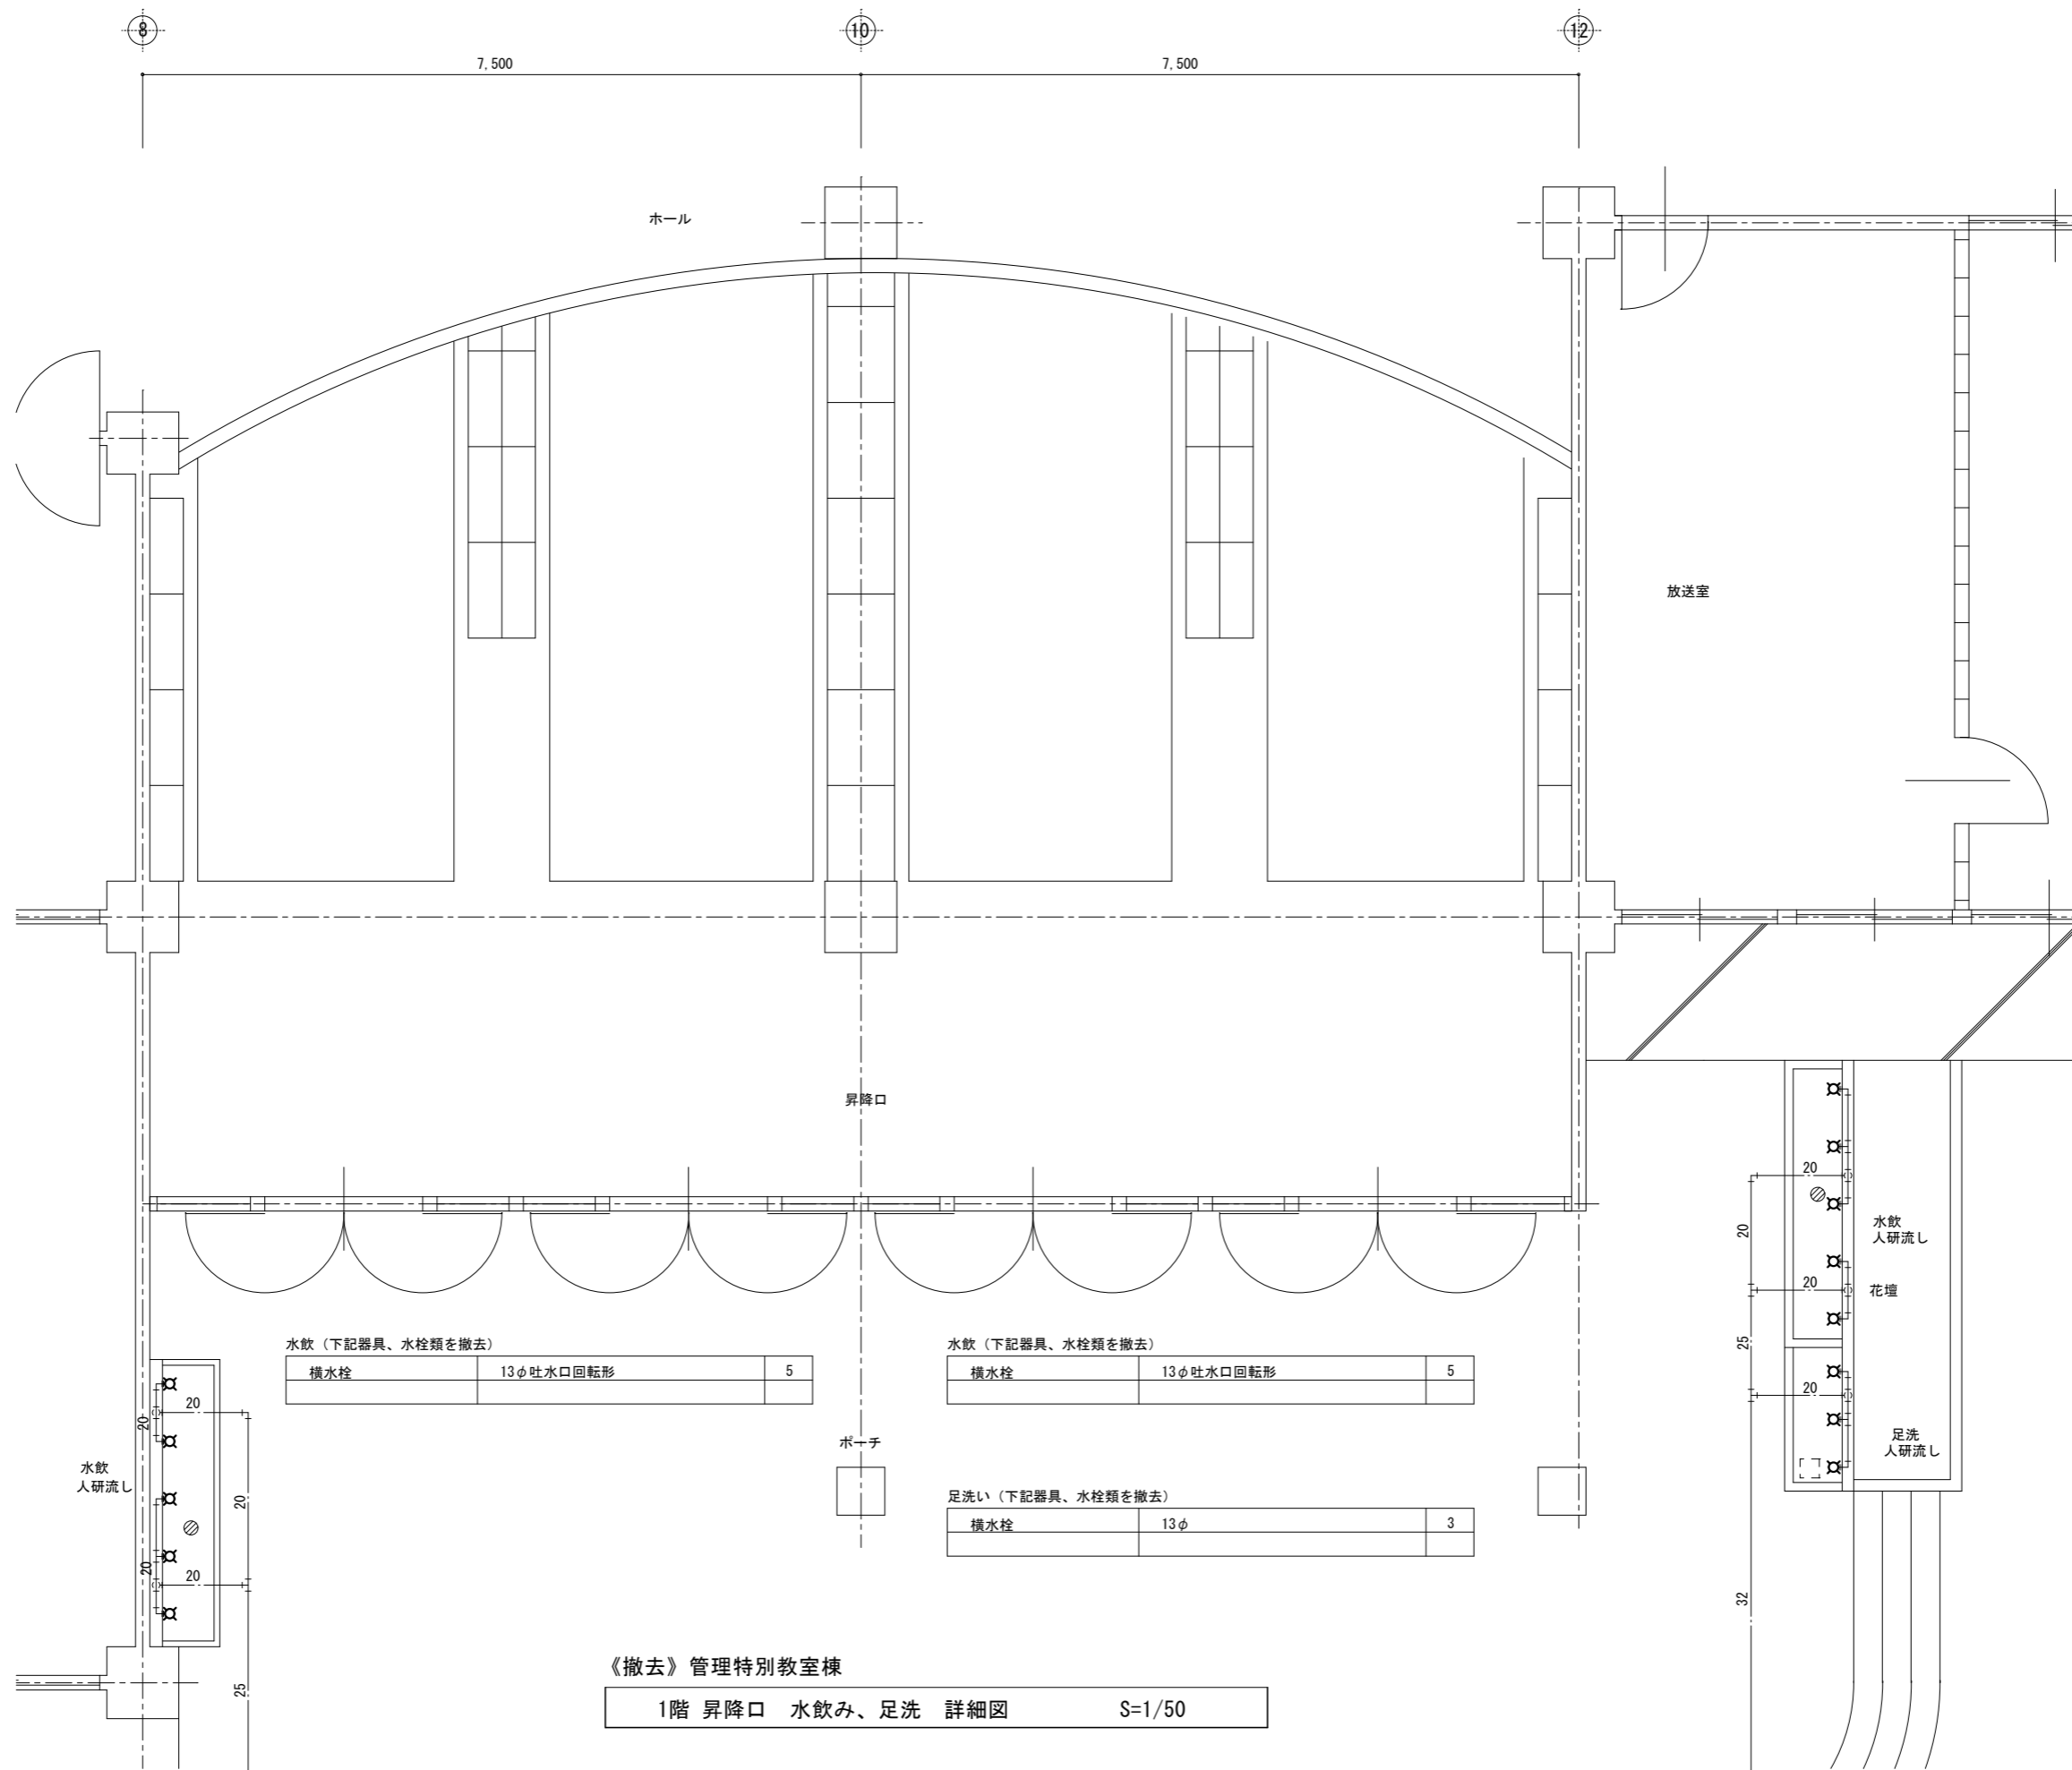 8
10
12
7,500
7,500
ホール
放送室
昇降口
20
20
水飲
人研流し
20
花壇
25
20
足洗
人研流し
32
水飲（下記器具、水栓類を撤去）
横水栓 13φ吐水口回転形 5
水飲（下記器具、水栓類を撤去）
横水栓 13φ吐水口回転形 5
ポーチ
足洗い（下記器具、水栓類を撤去）
横水栓 13φ 3
20
20
水飲
人研流し
20
20
20
25
《撤去》管理特別教室棟
1階 昇降口 水飲み、足洗 詳細図 S=1/50